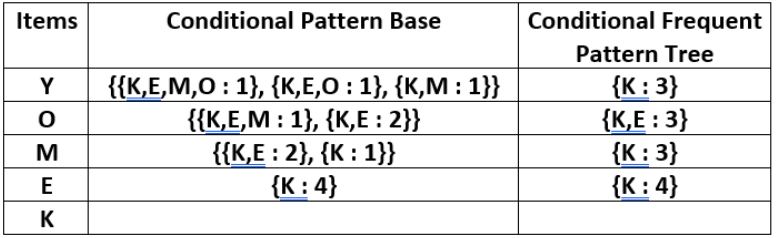 Items Conditional Pattern Base Conditional Frequent
Pattern Tree
Y {{K,E,M,O : 1}, {K,E,O : 1}, {K,M : 1}} {K : 3}
O {{K,E,M : 1}, {K,E : 2}} {K,E : 3}
M {{K,E : 2}, {K : 1}} {K : 3}
E {K : 4} {K : 4}
K